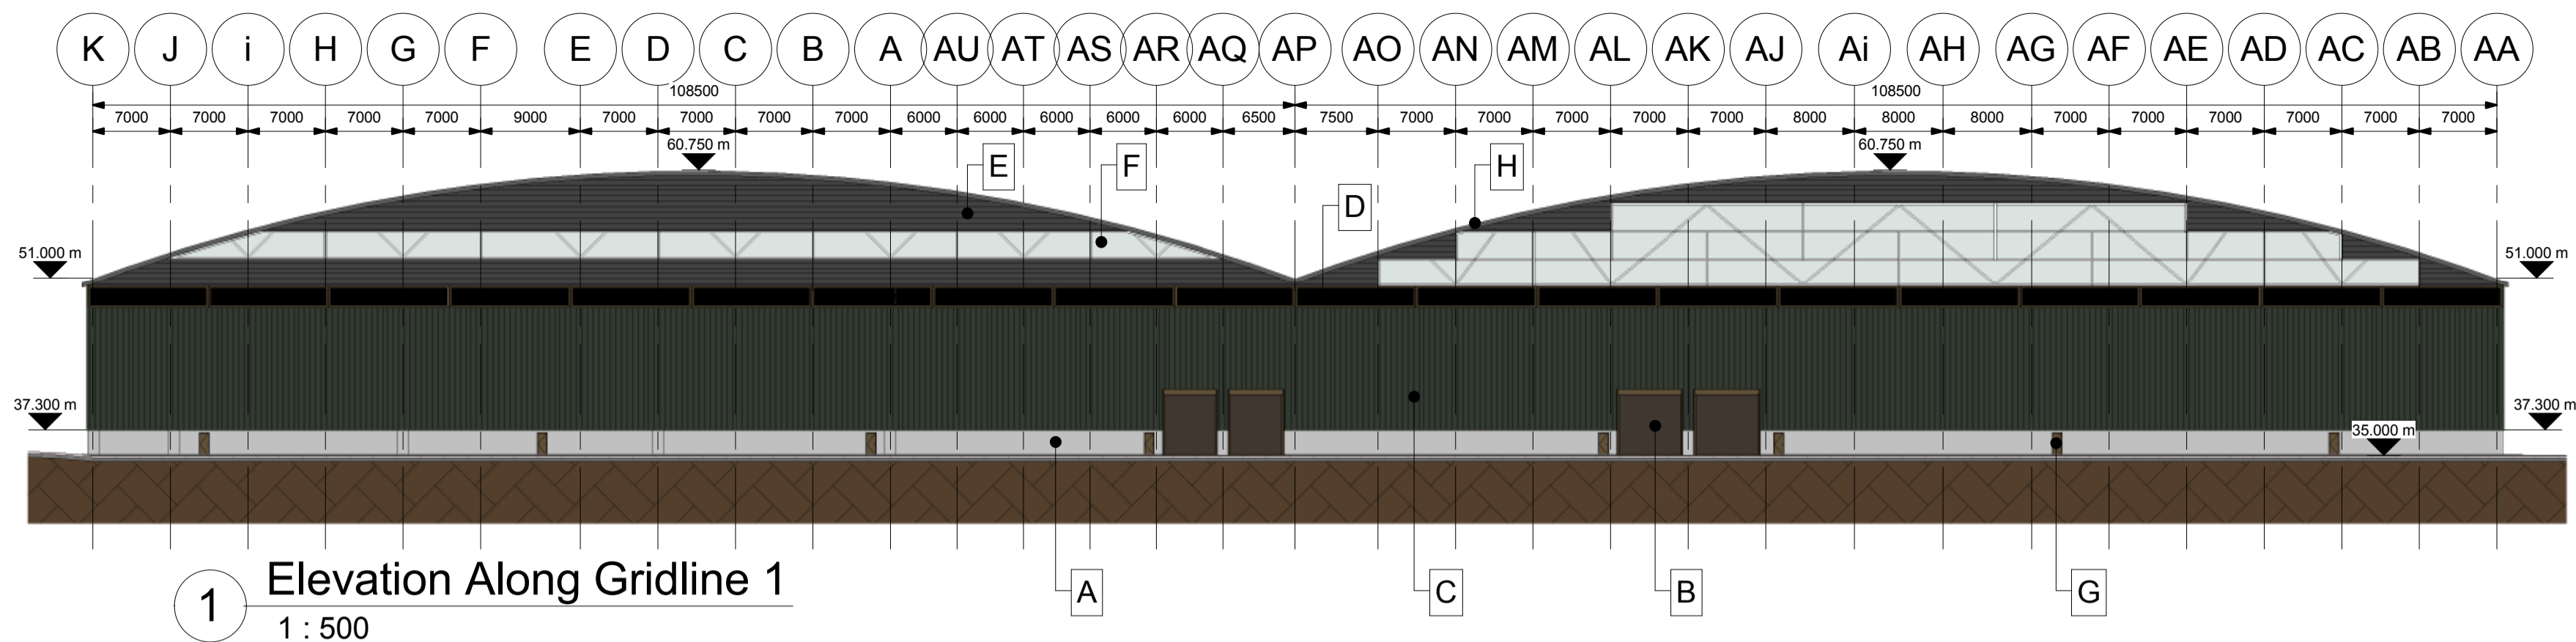 K J i H G F E D C B A AU AT AS AR AQ AP AO AN AM AL AK AJ Ai AH AG AF AE AD AC AB AA
108500 108500
7000 7000 7000 7000 7000 9000 7000 7000 7000 7000 6000 6000 6000 6000 6000 6500 7500 7000 7000 7000 7000 7000 8000 8000 8000 7000 7000 7000 7000 7000 7000
60.750 m 60.750 m
E F H
D
51.000 m 51.000 m
37.300 m 37.300 m
35.000 m
A C B G
1 Elevation Along Gridline 1
1 : 500